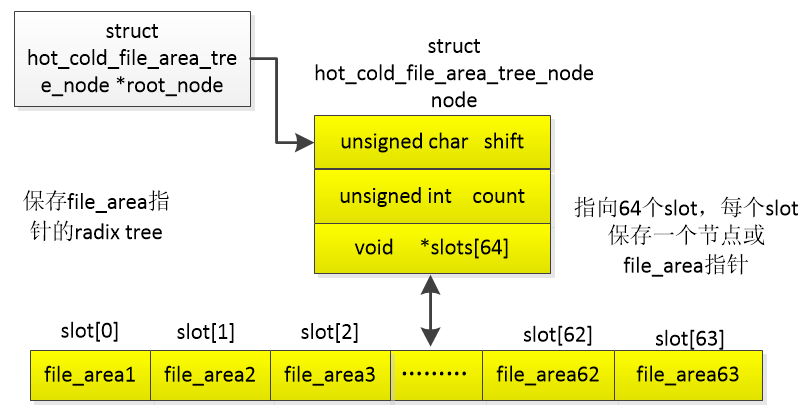 struct
hot_cold_file_area_tre
e_node *root_node
struct
hot_cold_file_area_tree_node
node
unsigned char shift
unsigned int count
void *slots[64]
保存file_area指
针的radix tree
指向64个slot，每个slot
保存一个节点或
file_area指针
slot[0] slot[1] slot[2] slot[62] slot[63]
file_area1 file_area2 file_area3 ········· file_area62 file_area63